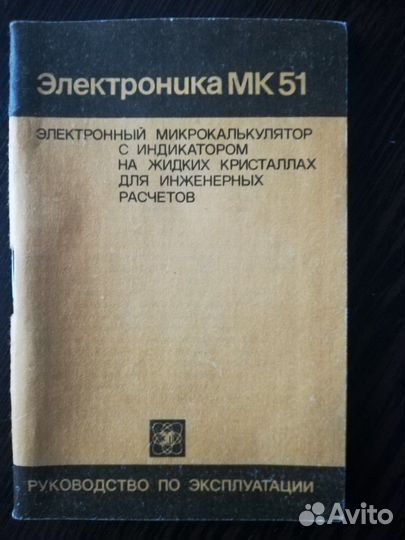 Электроника МК 51
ЭЛЕКТРОННЫЙ МИКРОКАЛЬКУЛЯТОР
С ИНДИКАТОРОМ
НА ЖИДКИХ КРИСТАЛЛАХ
ДЛЯ ИНЖЕНЕРНЫХ
РАСЧЕТОВ
РУКОВОДСТВО ПО ЭКСПЛУАТАЦИИ
Avito